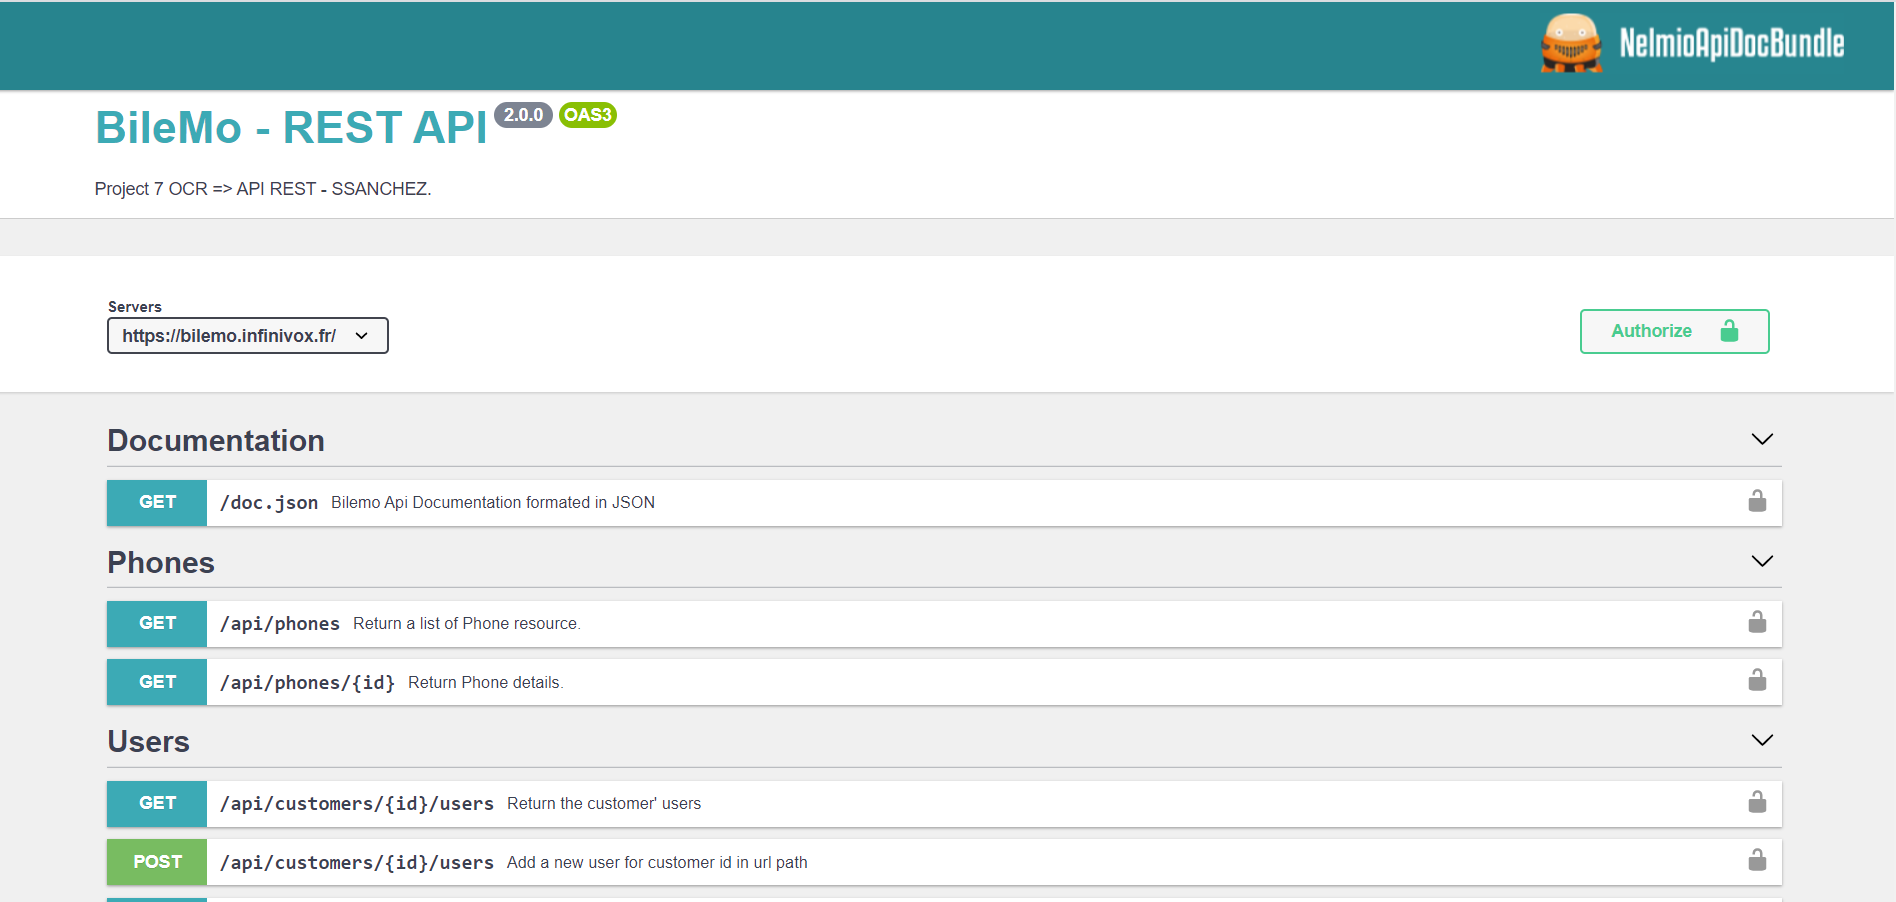 NelmioApiDocBundle
BileMo - REST API 2.0.0 OAS3
Project 7 OCR => API REST - SSANCHEZ.
Servers
https://bilemo.infinivox.fr/
Authorize
Documentation
GET /doc.json Bilemo Api Documentation formated in JSON
Phones
GET /api/phones Return a list of Phone resource.
GET /api/phones/{id} Return Phone details.
Users
GET /api/customers/{id}/users Return the customer' users
POST /api/customers/{id}/users Add a new user for customer id in url path